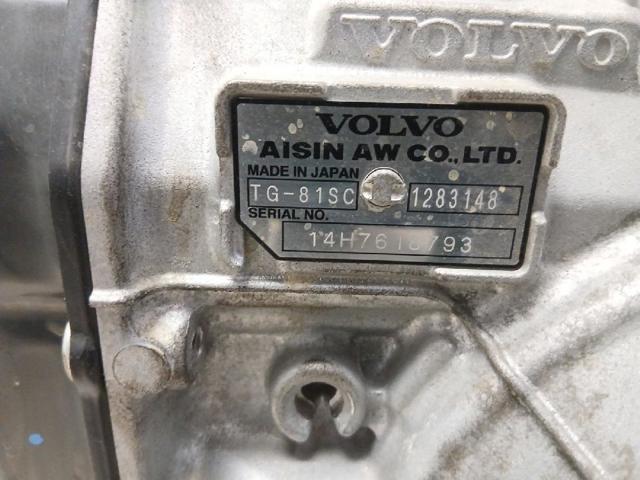 VOLVO
VOLVO
AISIN AW CO., LTD.
MADE IN JAPAN
TG-81SC 1283148
SERIAL NO.